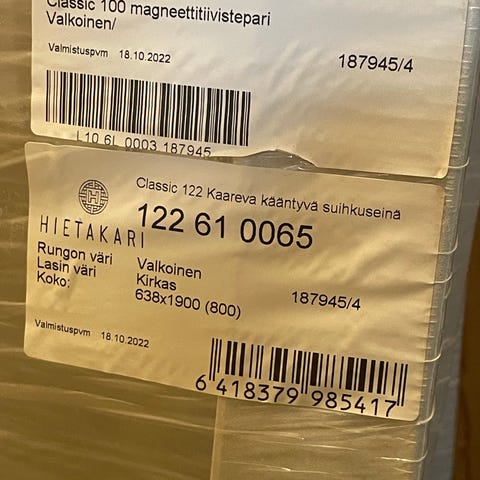 Classic 100 magneettitiivistepari
Valkoinen/
Valmistuspvm 18.10.2022
187945/4
L10 6L 0003 187945
Classic 122 Kaareva kääntyvä suihkuseinä
122 61 0065
H
HIETAKARI
Rungon väri Valkoinen
Lasin väri Kirkas
Koko: 638x1900 (800)
187945/4
Valmistuspvm 18.10.2022
6 418379 985417